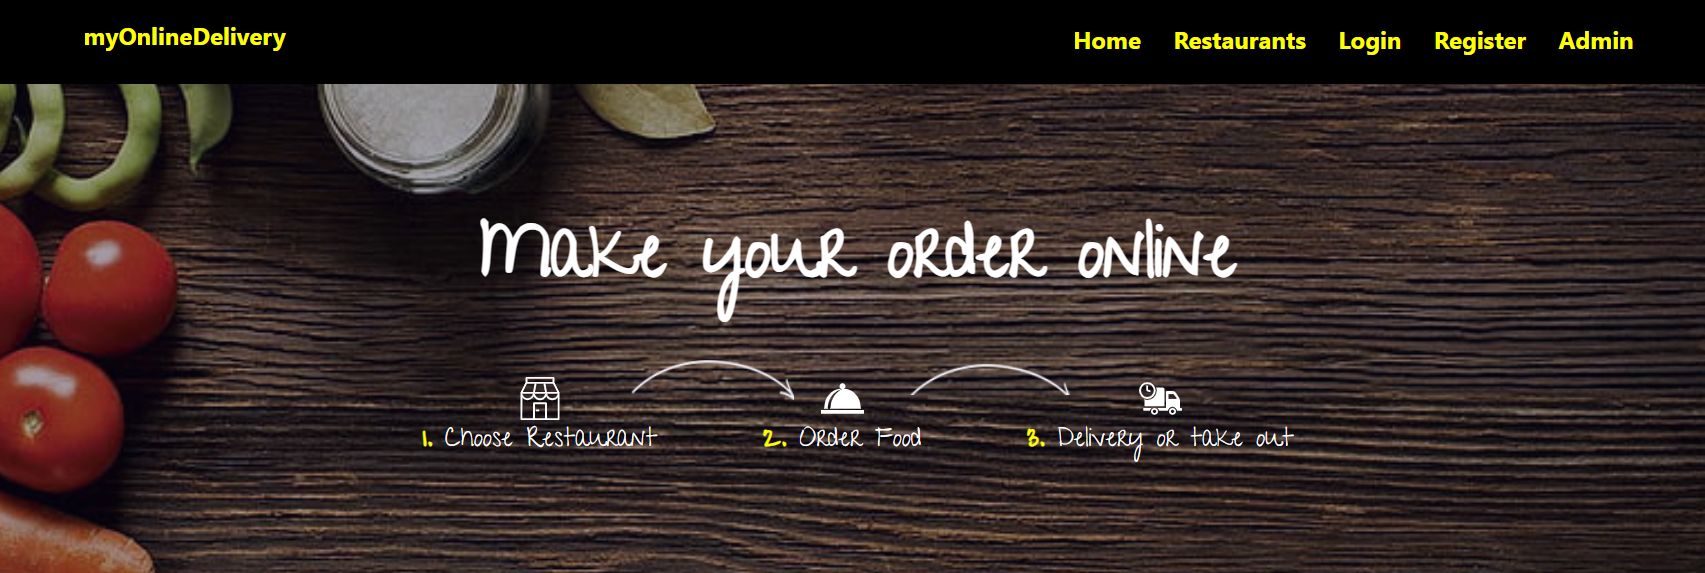 myOnlineDelivery
Home Restaurants Login Register Admin
Make your order online
1. Choose Restaurant
2. Order Food
3. Delivery or take out